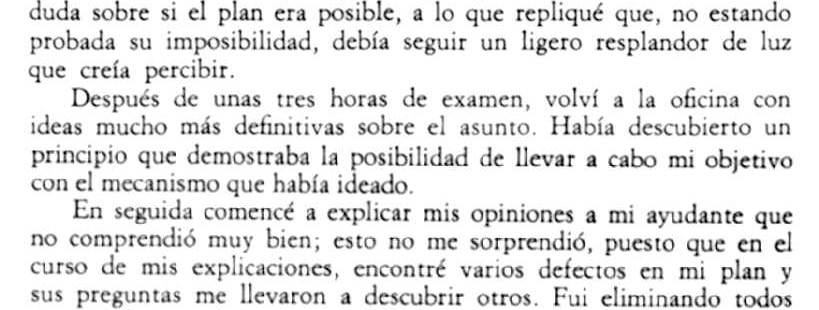 duda sobre si el plan era posible, a lo que repliqué que, no estando
probada su imposibilidad, debía seguir un ligero resplandor de luz
que creía percibir.
Después de unas tres horas de examen, volví a la oficina con
ideas mucho más definitivas sobre el asunto. Había descubierto un
principio que demostraba la posibilidad de llevar a cabo mi objetivo
con el mecanismo que había ideado.
En seguida comencé a explicar mis opiniones a mi ayudante que
no comprendió muy bien; esto no me sorprendió, puesto que en el
curso de mis explicaciones, encontré varios defectos en mi plan y
sus preguntas me llevaron a descubrir otros. Fui eliminando todos